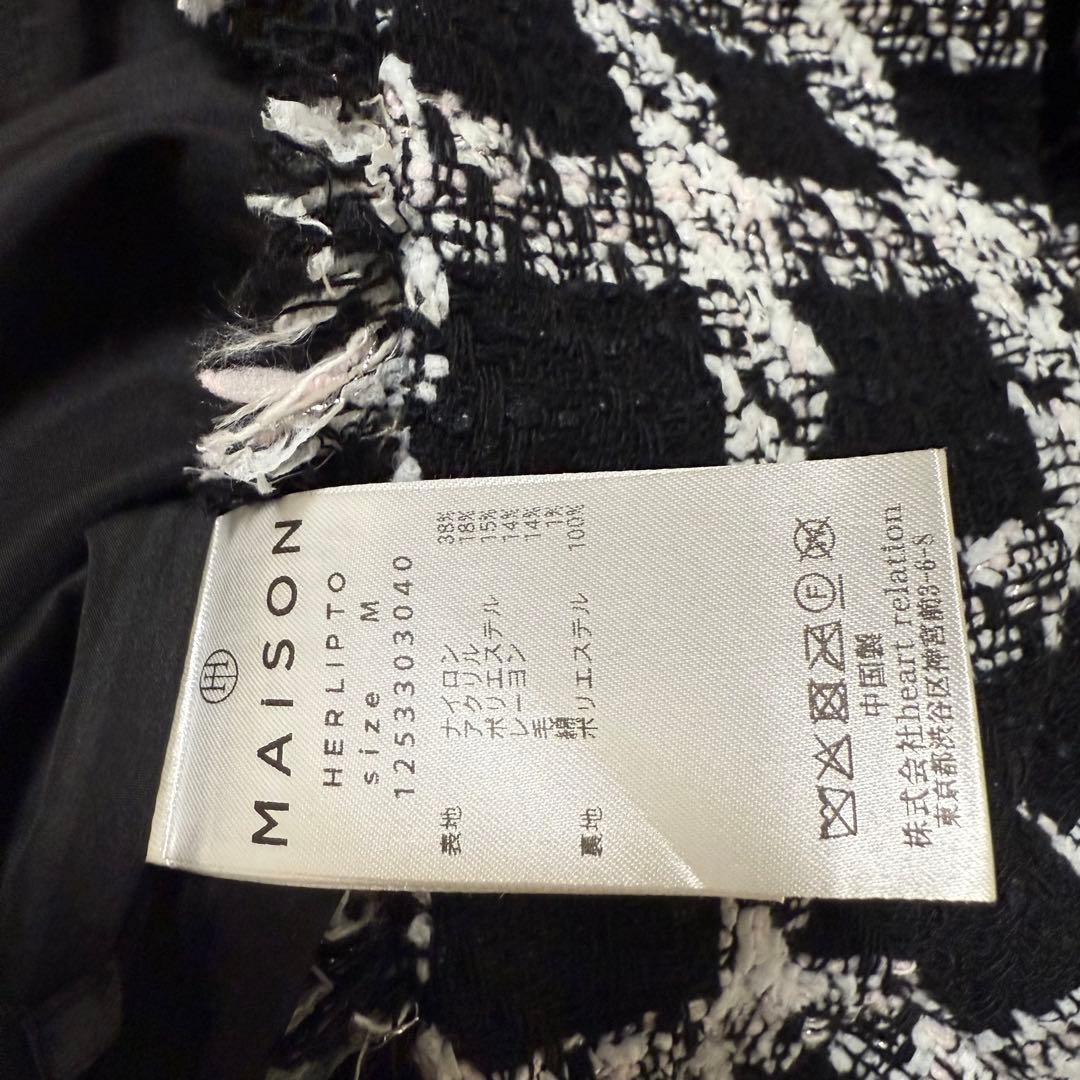 MAISON
HERLIPTO
size M
1253303040
表地 ナイロン 38%
アクリル 18%
ポリエステル 15%
レーヨン 14%
毛 14%
綿 1%
裏地 ポリエステル 100%
F
中国製
株式会社heart relation
東京都渋谷区神宮前3-6-8